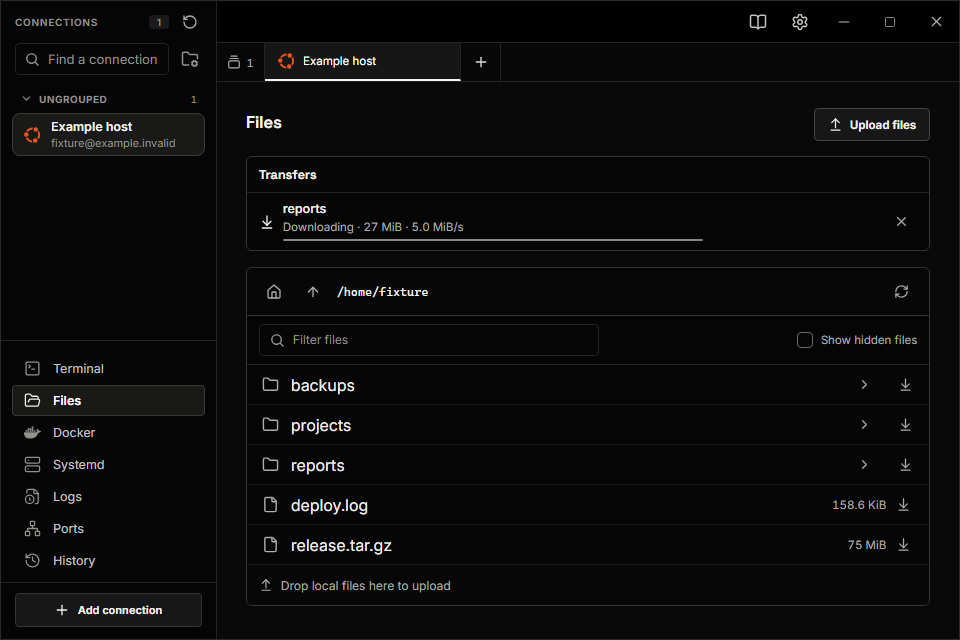 CONNECTIONS 1
Find a connection
UNGROUPED 1
Example host
fixture@example.invalid
Terminal
Files
Docker
Systemd
Logs
Ports
History
Add connection
1
Example host
Files
Upload files
Transfers
reports
Downloading · 27 MiB · 5.0 MiB/s
/home/fixture
Filter files
Show hidden files
backups
projects
reports
deploy.log 158.6 KiB
release.tar.gz 75 MiB
Drop local files here to upload